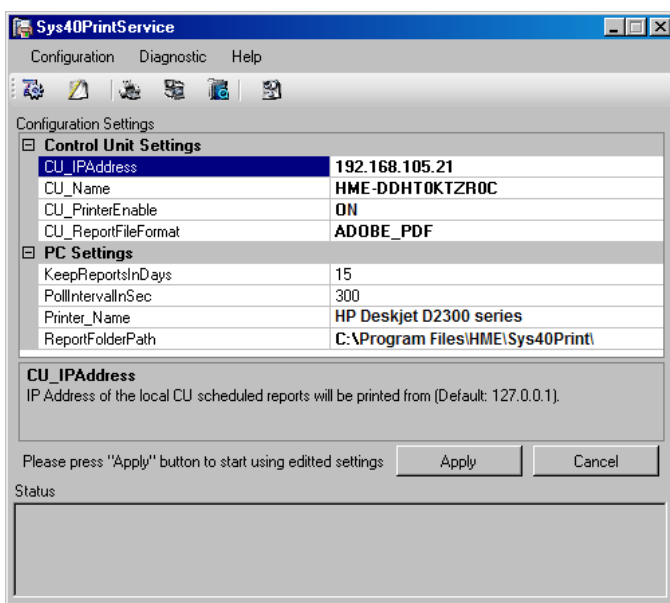 Sys40PrintService
Configuration Diagnostic Help
Configuration Settings
Control Unit Settings
CU_IPAddress 192.168.105.21
CU_Name HME-DDHT0KTZR0C
CU_PrinterEnable ON
CU_ReportFileFormat ADOBE_PDF
PC Settings
KeepReportsInDays 15
PollIntervalInSec 300
Printer_Name HP Deskjet D2300 series
ReportFolderPath C:\Program Files\HME\Sys40Print\
CU_IPAddress
IP Address of the local CU scheduled reports will be printed from (Default: 127.0.0.1).
Please press "Apply" button to start using editted settings Apply Cancel
Status